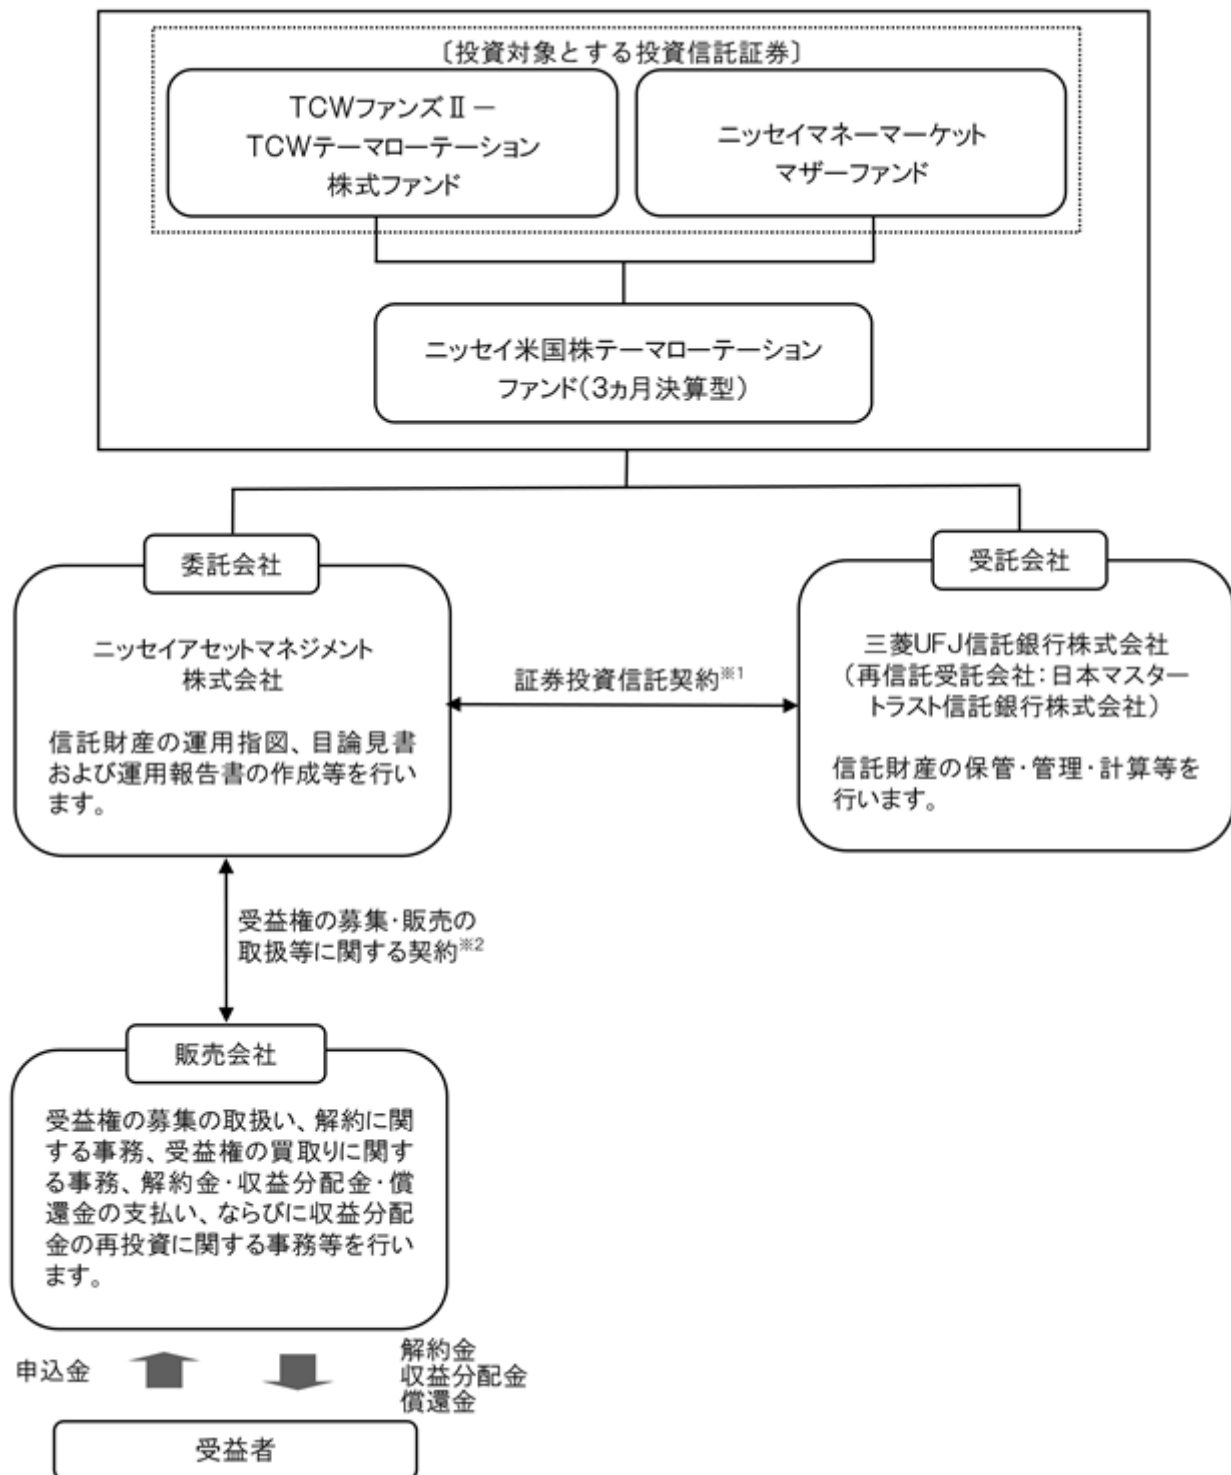 〔投資対象とする投資信託証券〕
TCWファンズⅡ－
TCWテーマローテーション
株式ファンド
ニッセイマネーマーケット
マザーファンド
ニッセイ米国株テーマローテーション
ファンド(3ヵ月決算型)
委託会社
ニッセイアセットマネジメント
株式会社
信託財産の運用指図、目論見書
および運用報告書の作成等を行い
ます。
証券投資信託契約※1
受託会社
三菱UFJ信託銀行株式会社
(再信託受託会社:日本マスター
トラスト信託銀行株式会社)
信託財産の保管・管理・計算等を
行います。
受益権の募集・販売の
取扱等に関する契約※2
販売会社
受益権の募集の取扱い、解約に関
する事務、受益権の買取りに関す
る事務、解約金・収益分配金・償
還金の支払い、ならびに収益分配
金の再投資に関する事務等を行い
ます。
申込金
解約金
収益分配金
償還金
受益者